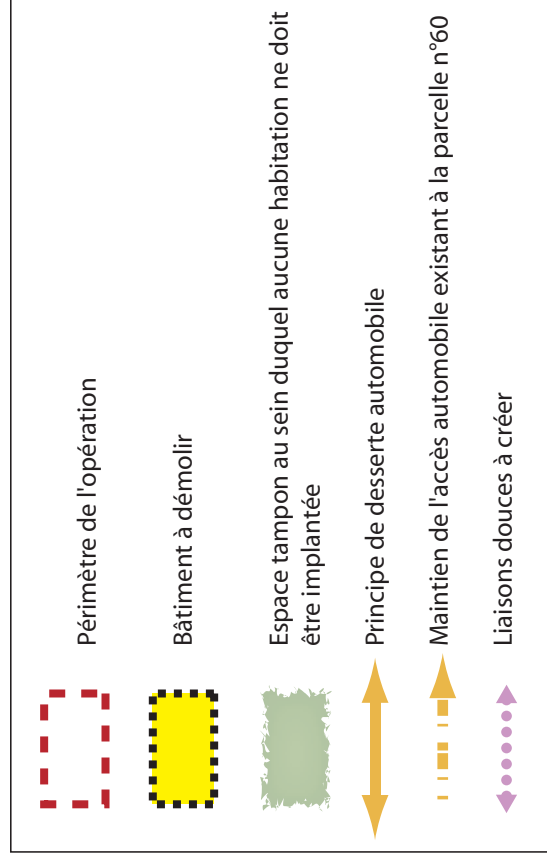 Périmètre de l'opération
Bâtiment à démolir
Espace tampon au sein duquel aucune habitation ne doit
être implantée
Principe de desserte automobile
Maintien de l'accès automobile existant à la parcelle n°60
Liaisons douces à créer